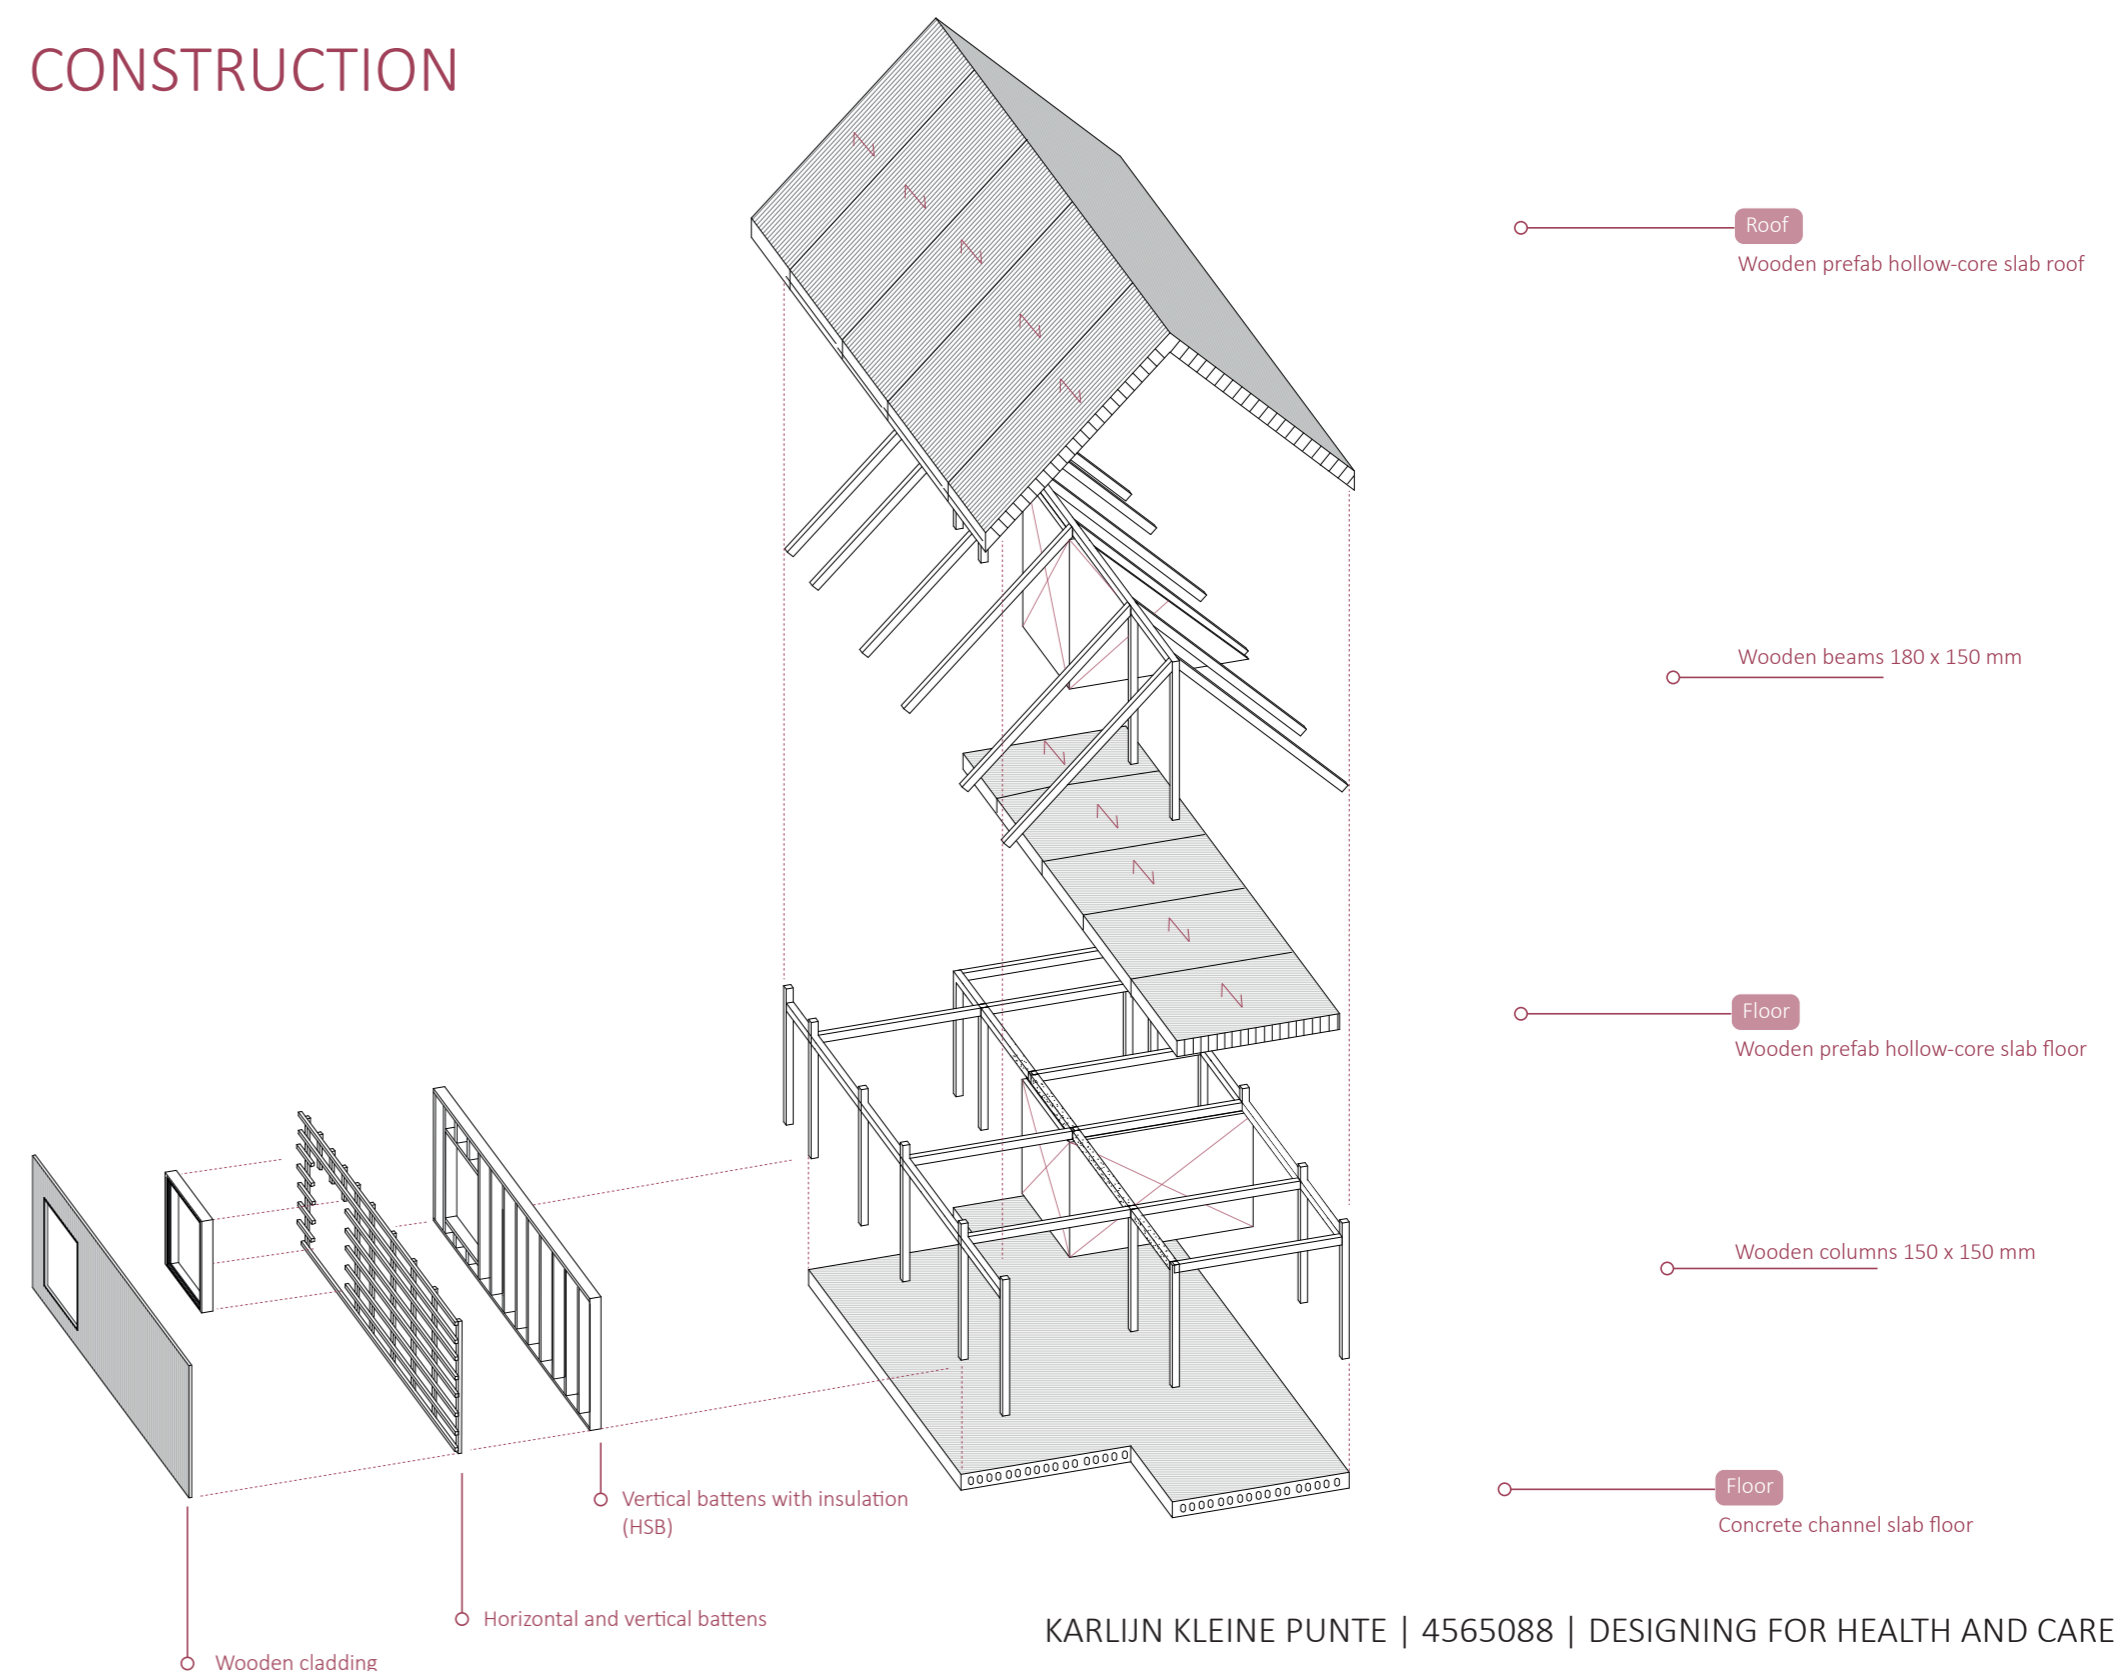 CONSTRUCTION
Roof
Wooden prefab hollow-core slab roof
Wooden beams 180 x 150 mm
Floor
Wooden prefab hollow-core slab floor
Wooden columns 150 x 150 mm
Floor
Concrete channel slab floor
Vertical battens with insulation
(HSB)
Horizontal and vertical battens
Wooden cladding
KARLIJN KLEINE PUNTE | 4565088 | DESIGNING FOR HEALTH AND CARE